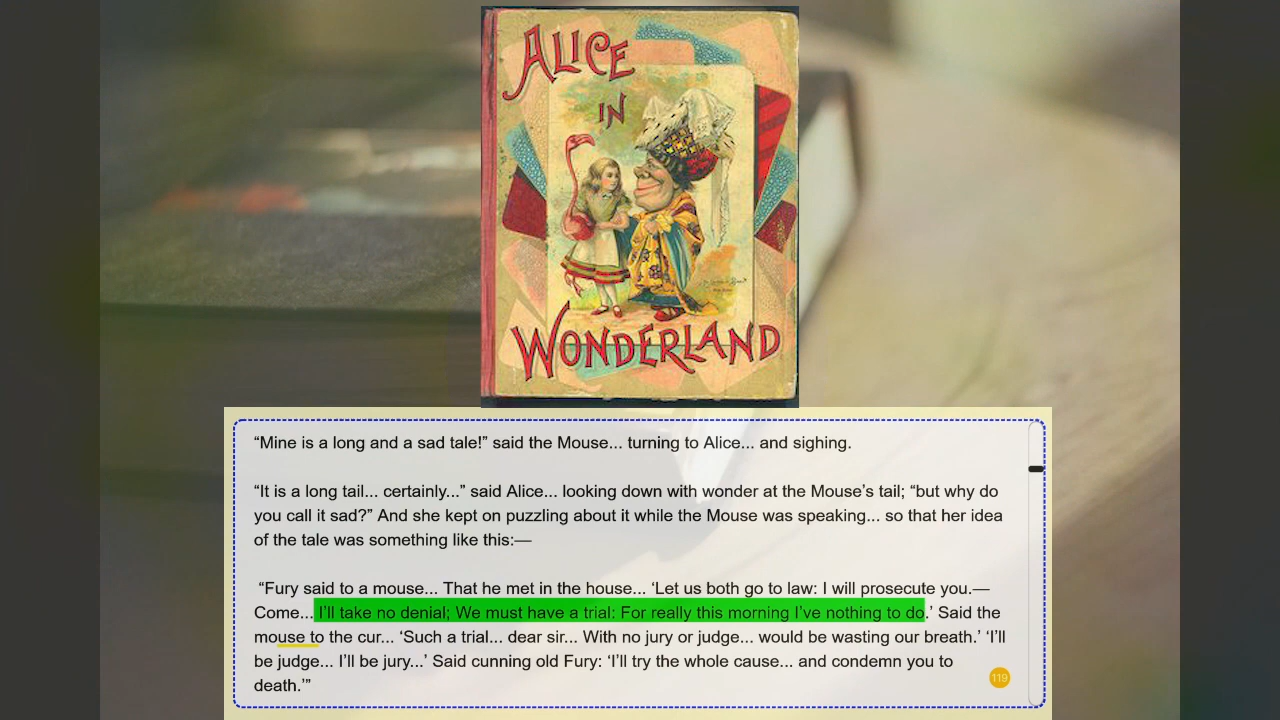 ALICE
IN
WONDERLAND
“Mine is a long and a sad tale!” said the Mouse... turning to Alice... and sighing.
“It is a long tail... certainly...” said Alice... looking down with wonder at the Mouse’s tail; “but why do
you call it sad?” And she kept on puzzling about it while the Mouse was speaking... so that her idea
of the tale was something like this:—
“Fury said to a mouse... That he met in the house... ‘Let us both go to law: I will prosecute you.—
Come... I’ll take no denial; We must have a trial: For really this morning I’ve nothing to do.’ Said the
mouse to the cur... ‘Such a trial... dear sir... With no jury or judge... would be wasting our breath.’ ‘I’ll
be judge... I’ll be jury...’ Said cunning old Fury: ‘I’ll try the whole cause... and condemn you to
death.’”
119